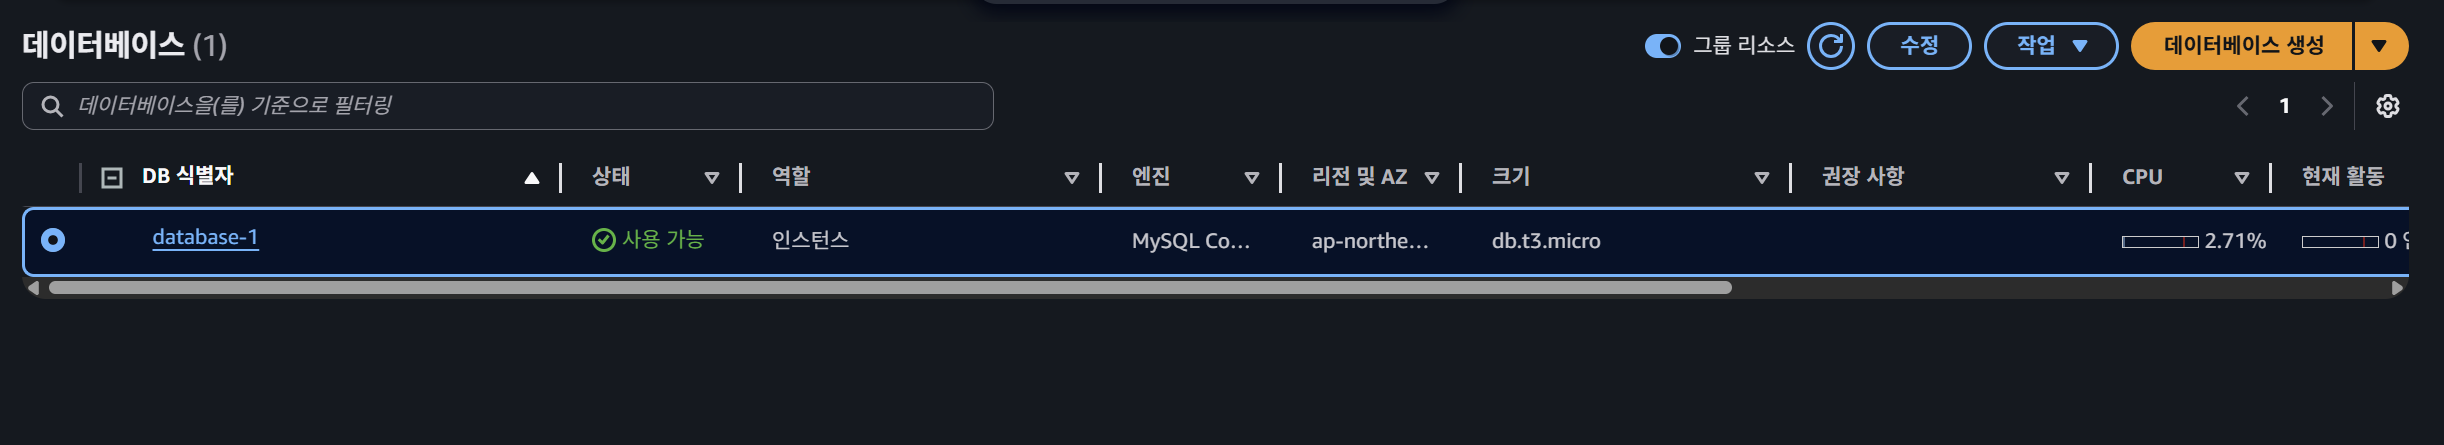 데이터베이스 (1)
그룹 리소스
수정
작업
데이터베이스 생성
데이터베이스을(를) 기준으로 필터링
1
DB 식별자 상태 역할 엔진 리전 및 AZ 크기 권장 사항 CPU 현재 활동
database-1 사용 가능 인스턴스 MySQL Co... ap-northe... db.t3.micro 2.71% 0